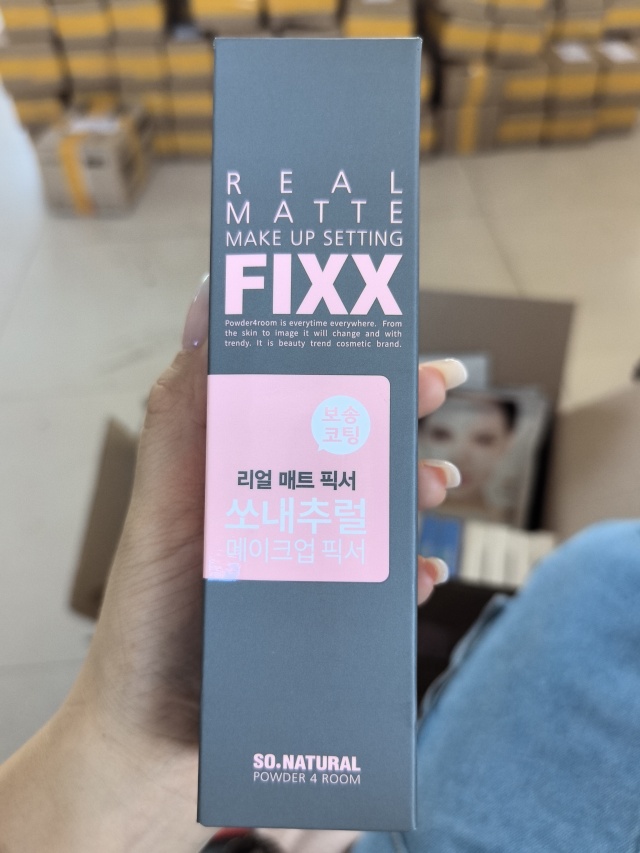 REAL
MATTE
MAKE UP SETTING
FIXX
Powder4room is everytime everywhere. From
the skin to image it will change and with
trendy. It is beauty trend cosmetic brand.
보송
코팅
리얼 매트 픽서
쏘내추럴
메이크업 픽서
SO.NATURAL
POWDER 4 ROOM